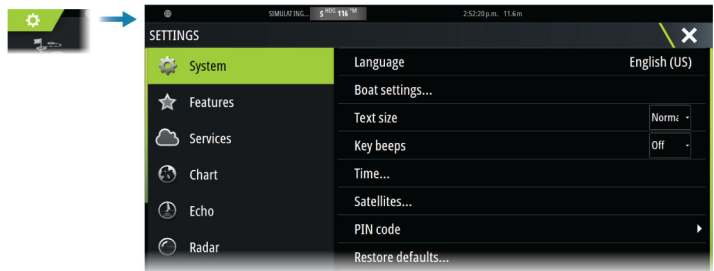 SIMULATING... S HDG 116 °M 2:52:20 p.m. 11.6 m
SETTINGS
System
Features
Services
Chart
Echo
Radar
Language English (US)
Boat settings...
Text size Norma
Key beeps Off
Time...
Satellites...
PIN code
Restore defaults...